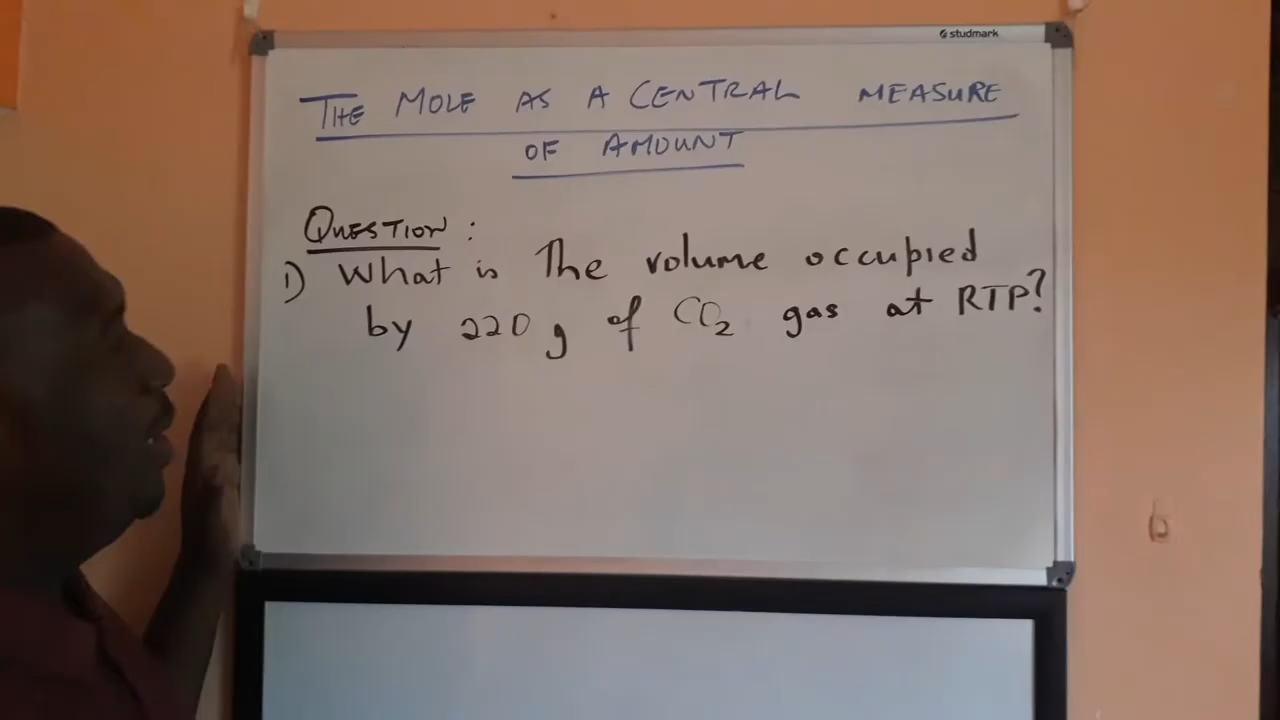 studmark
THE MOLE AS A CENTRAL MEASURE
OF AMOUNT
QUESTION :
1) What is The volume occupied
by 220 g of CO₂ gas at RTP?